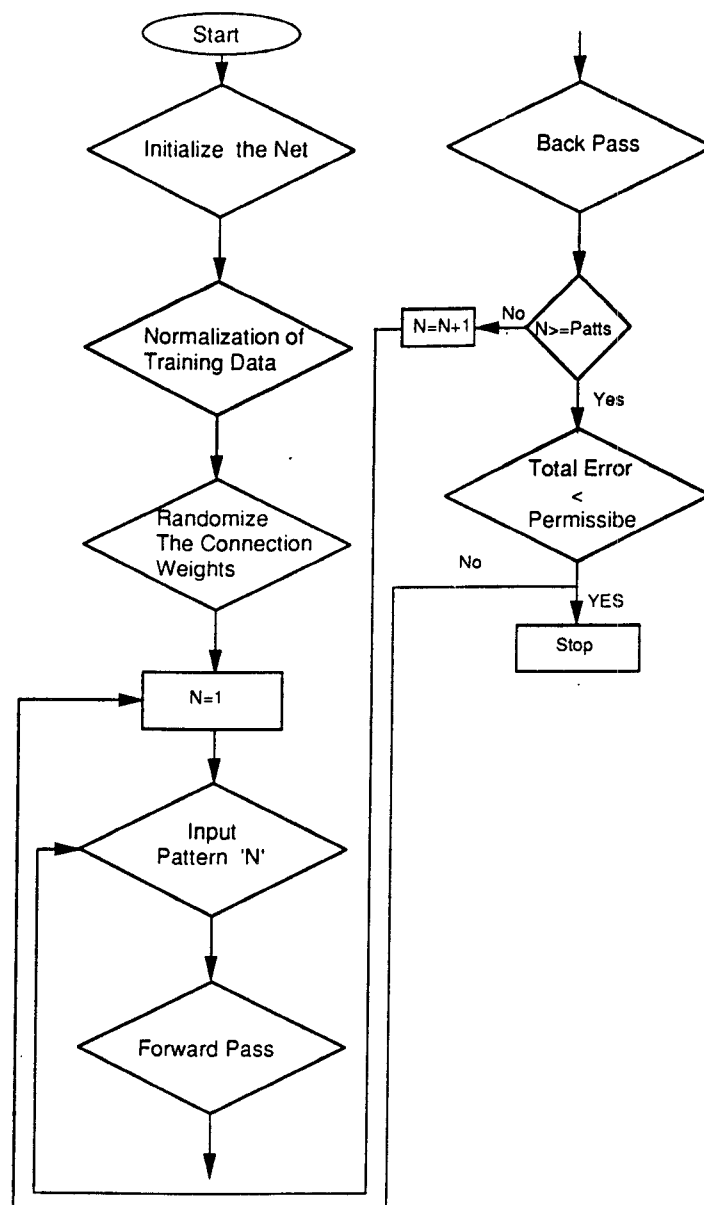 Start
Initialize the Net
Normalization of
Training Data
Randomize
The Connection
Weights
N=1
Input
Pattern 'N'
Forward Pass
Back Pass
N>=Patts
No
N=N+1
Yes
Total Error
<
Permissibe
No
YES
Stop